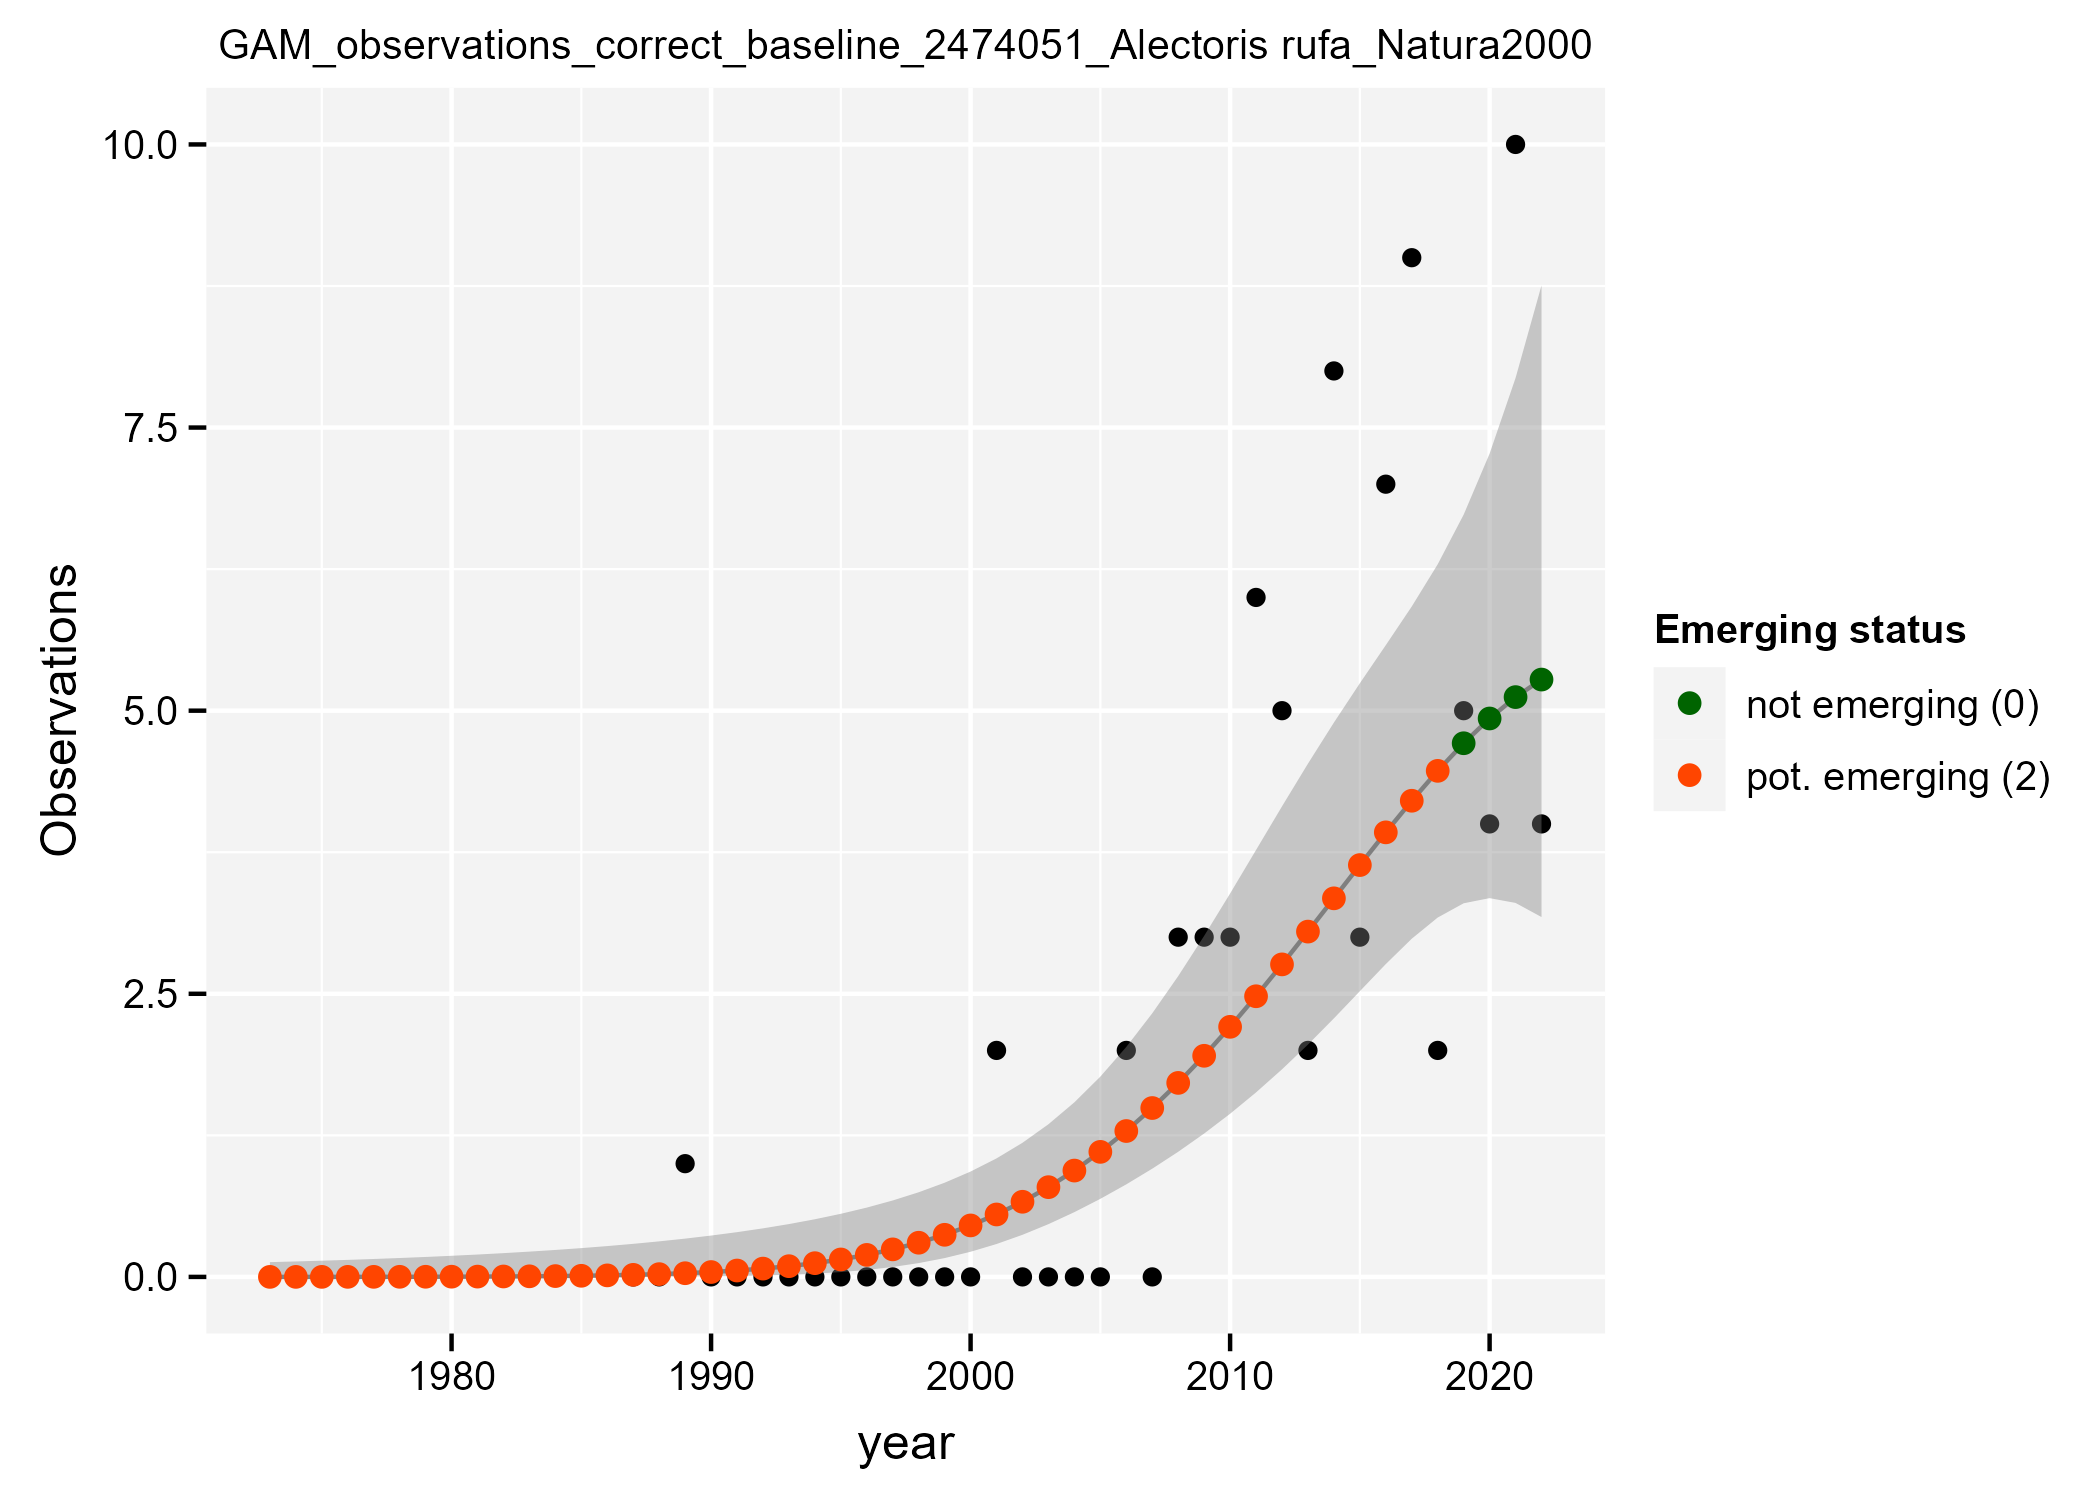 GAM_observations_correct_baseline_2474051_Alectoris rufa_Natura2000
10.0
7.5
5.0
2.5
0.0
Observations
1980
1990
2000
2010
2020
year
Emerging status
not emerging (0)
pot. emerging (2)